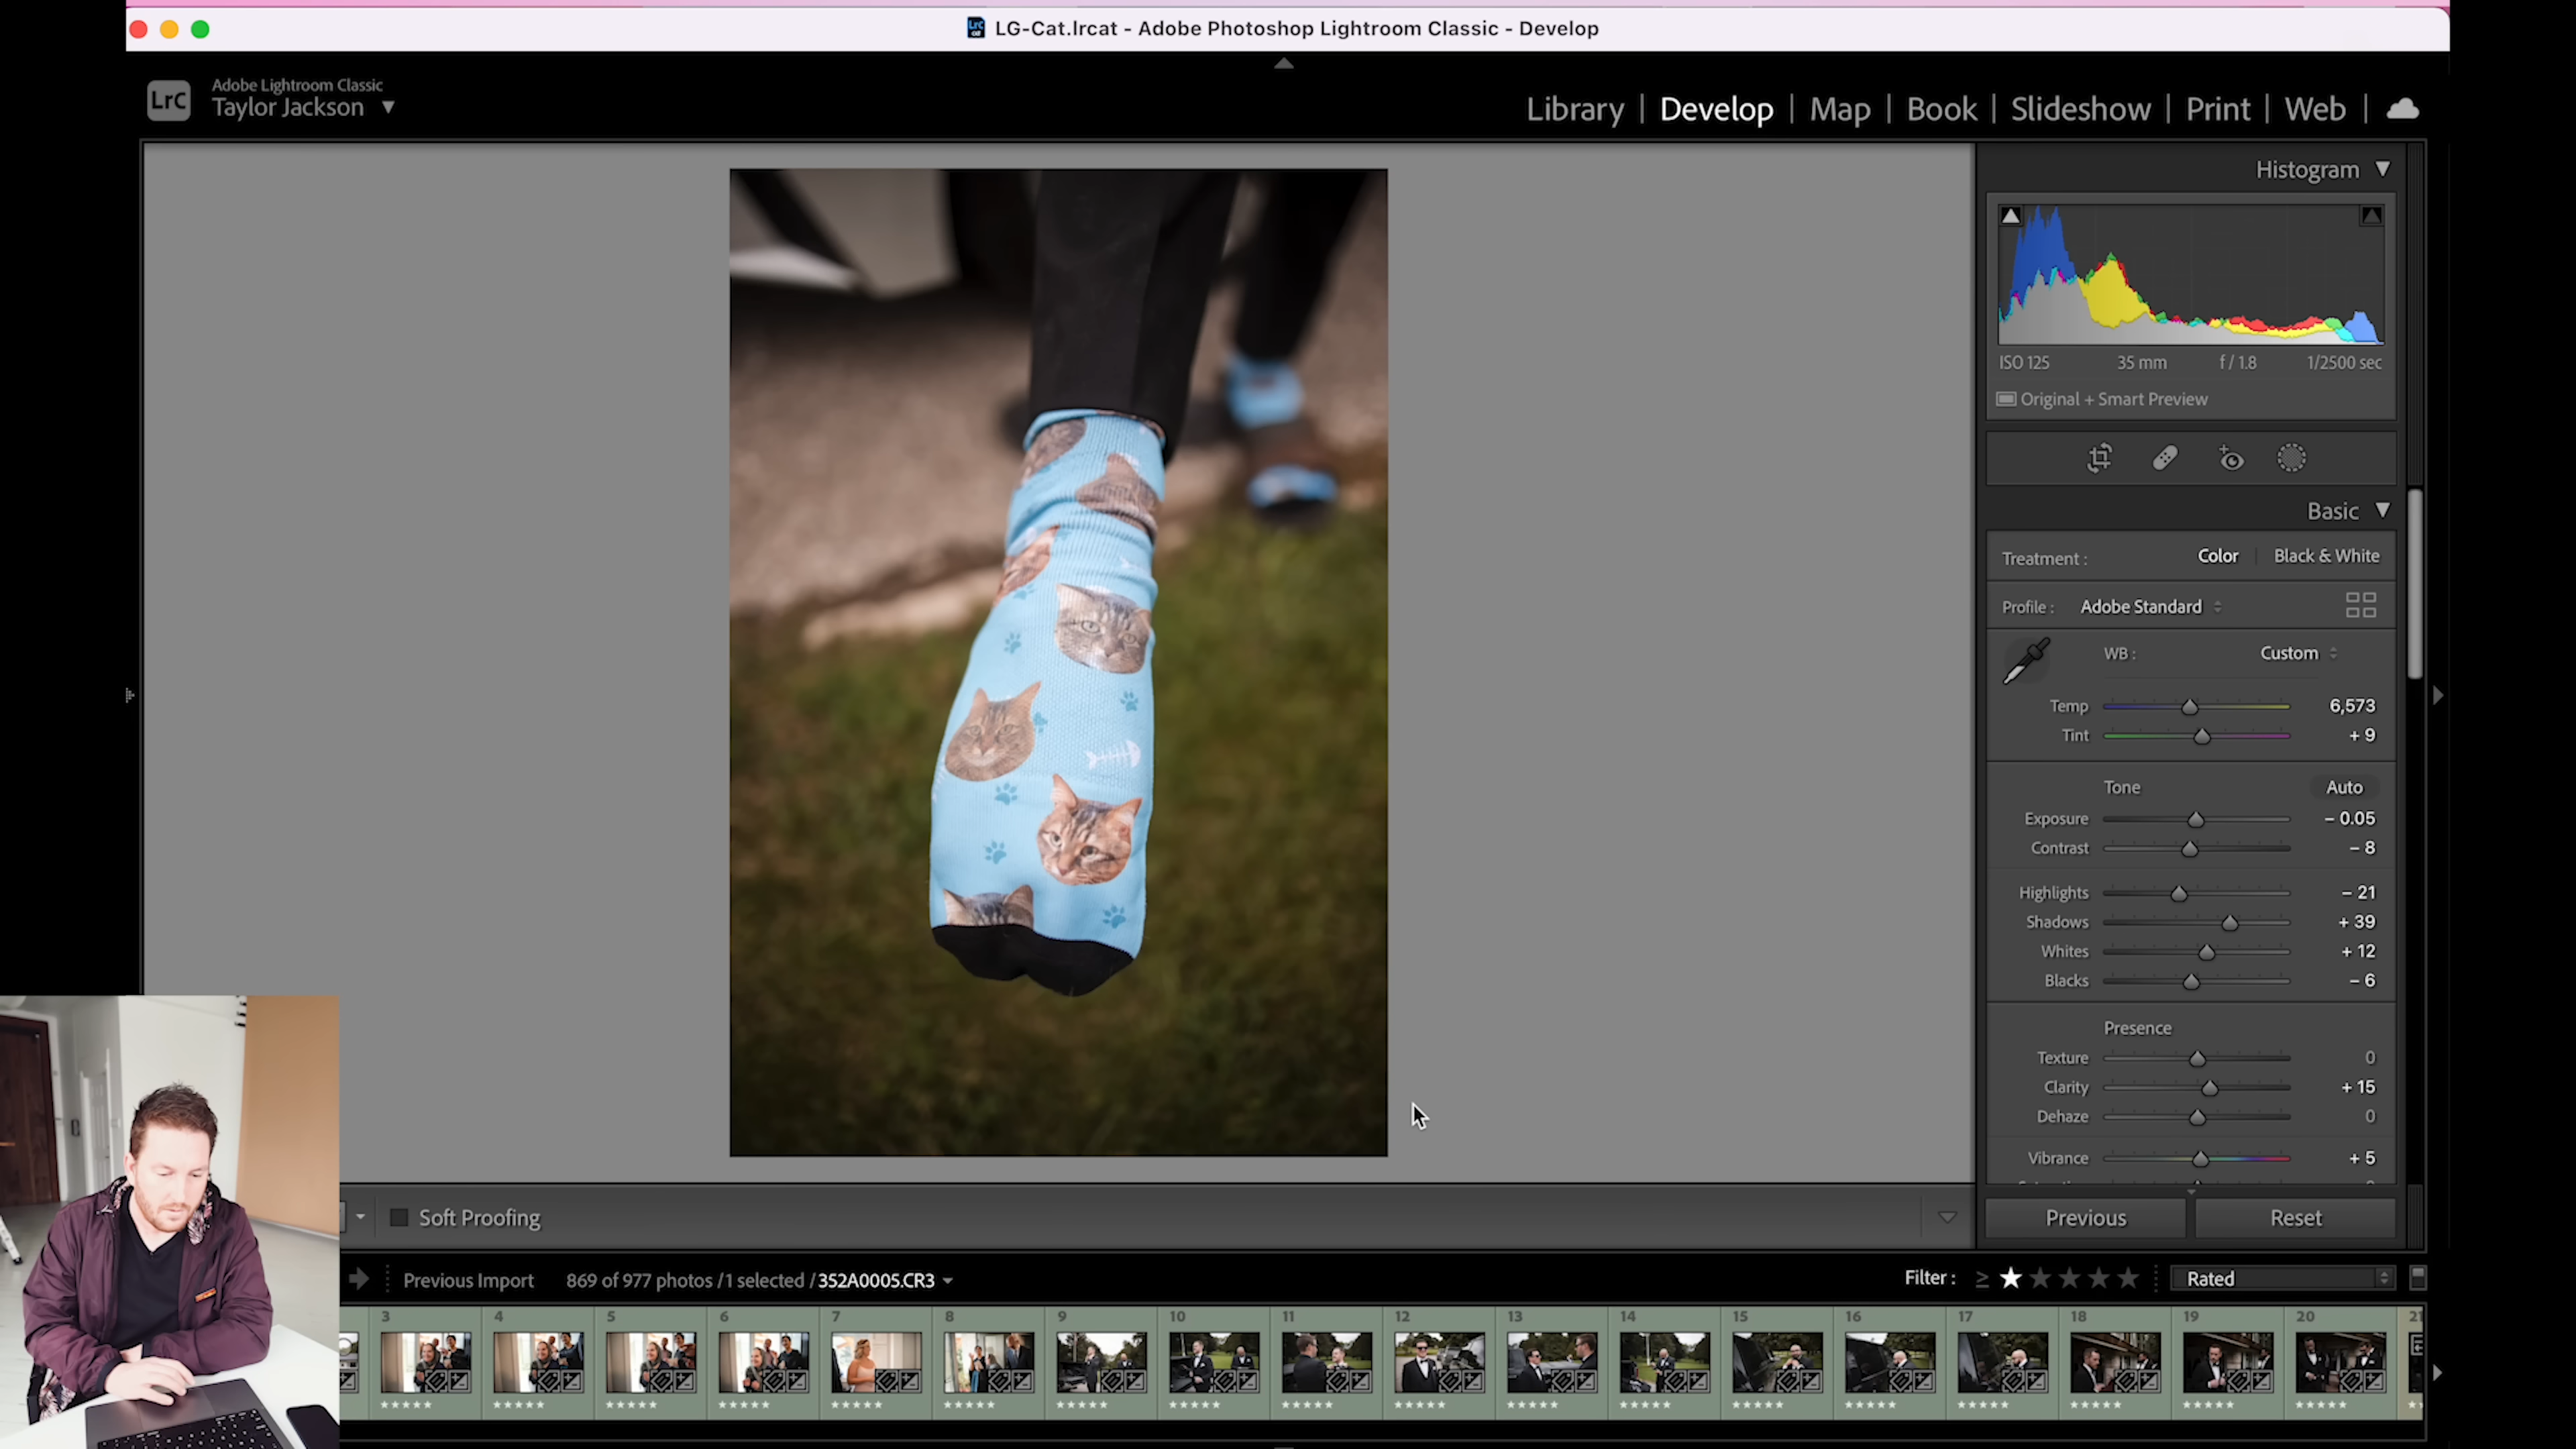 LG-Cat.lrcat - Adobe Photoshop Lightroom Classic - Develop
LrC
Adobe Lightroom Classic
Taylor Jackson
Library | Develop | Map | Book | Slideshow | Print | Web |
Histogram
ISO 125 35 mm f / 1.8 1/2500 sec
Original + Smart Preview
Basic
Treatment : Color Black & White
Profile : Adobe Standard
WB : Custom
Temp 6,573
Tint + 9
Tone Auto
Exposure - 0.05
Contrast - 8
Highlights - 21
Shadows + 39
Whites + 12
Blacks - 6
Presence
Texture 0
Clarity + 15
Dehaze 0
Vibrance + 5
Soft Proofing
Previous Reset
Previous Import 869 of 977 photos / 1 selected / 352A0005.CR3
Filter : ≥ ★ ★ ★ ★ ★ Rated
3 4 5 6 7 8 9 10 11 12 13 14 15 16 17 18 19 20 21